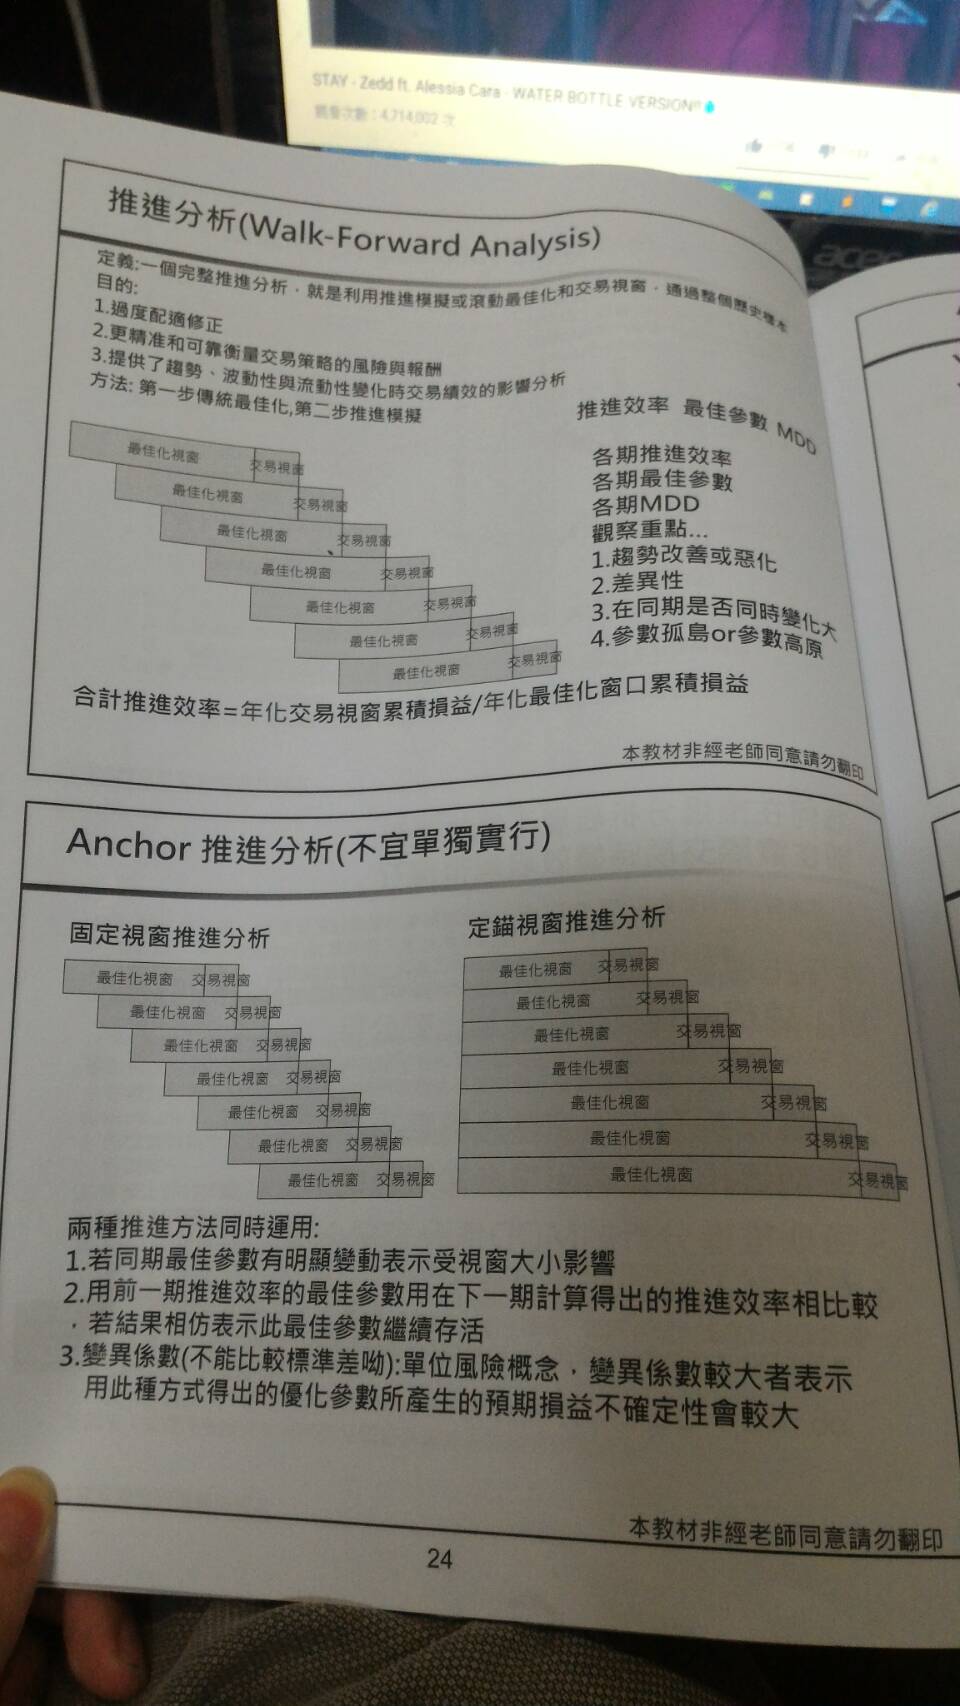 STAY - Zedd ft. Alessia Cara - WATER BOTTLE VERSION
觀看次數：4,714,002 次
acer
推進分析(Walk-Forward Analysis)
定義:一個完整推進分析，就是利用推進模擬或滾動最佳化和交易視窗，通過整個歷史樣本
目的:
1.過度配適修正
2.更精准和可靠衡量交易策略的風險與報酬
3.提供了趨勢、波動性與流動性變化時交易績效的影響分析
方法: 第一步傳統最佳化,第二步推進模擬
最佳化視窗 交易視窗
最佳化視窗 交易視窗
最佳化視窗 交易視窗
最佳化視窗 交易視窗
最佳化視窗 交易視窗
最佳化視窗 交易視窗
最佳化視窗 交易視窗
推進效率 最佳參數 MDD
各期推進效率
各期最佳參數
各期MDD
觀察重點...
1.趨勢改善或惡化
2.差異性
3.在同期是否同時變化大
4.參數孤島or參數高原
合計推進效率=年化交易視窗累積損益/年化最佳化窗口累積損益
本教材非經老師同意請勿翻印
Anchor 推進分析(不宜單獨實行)
固定視窗推進分析
最佳化視窗 交易視窗
最佳化視窗 交易視窗
最佳化視窗 交易視窗
最佳化視窗 交易視窗
最佳化視窗 交易視窗
最佳化視窗 交易視窗
最佳化視窗 交易視窗
定錨視窗推進分析
最佳化視窗 交易視窗
最佳化視窗 交易視窗
最佳化視窗 交易視窗
最佳化視窗 交易視窗
最佳化視窗 交易視窗
最佳化視窗 交易視窗
最佳化視窗 交易視窗
兩種推進方法同時運用:
1.若同期最佳參數有明顯變動表示受視窗大小影響
2.用前一期推進效率的最佳參數用在下一期計算得出的推進效率相比較
，若結果相仿表示此最佳參數繼續存活
3.變異係數(不能比較標準差呦):單位風險概念，變異係數較大者表示
用此種方式得出的優化參數所產生的預期損益不確定性會較大
本教材非經老師同意請勿翻印
24